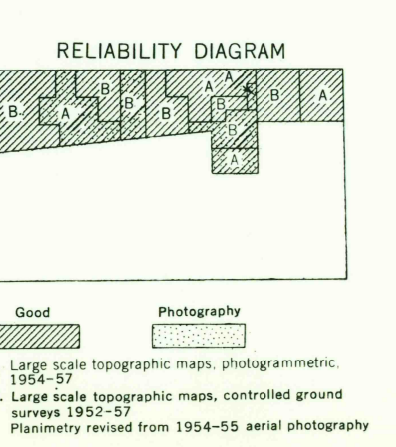 RELIABILITY DIAGRAM
A
A
B
B
A
B.
A
B
B
B
B
A
Good
Photography
Large scale topographic maps, photogrammetric,
1954-57
Large scale topographic maps, controlled ground
surveys 1952-57
Planimetry revised from 1954-55 aerial photography